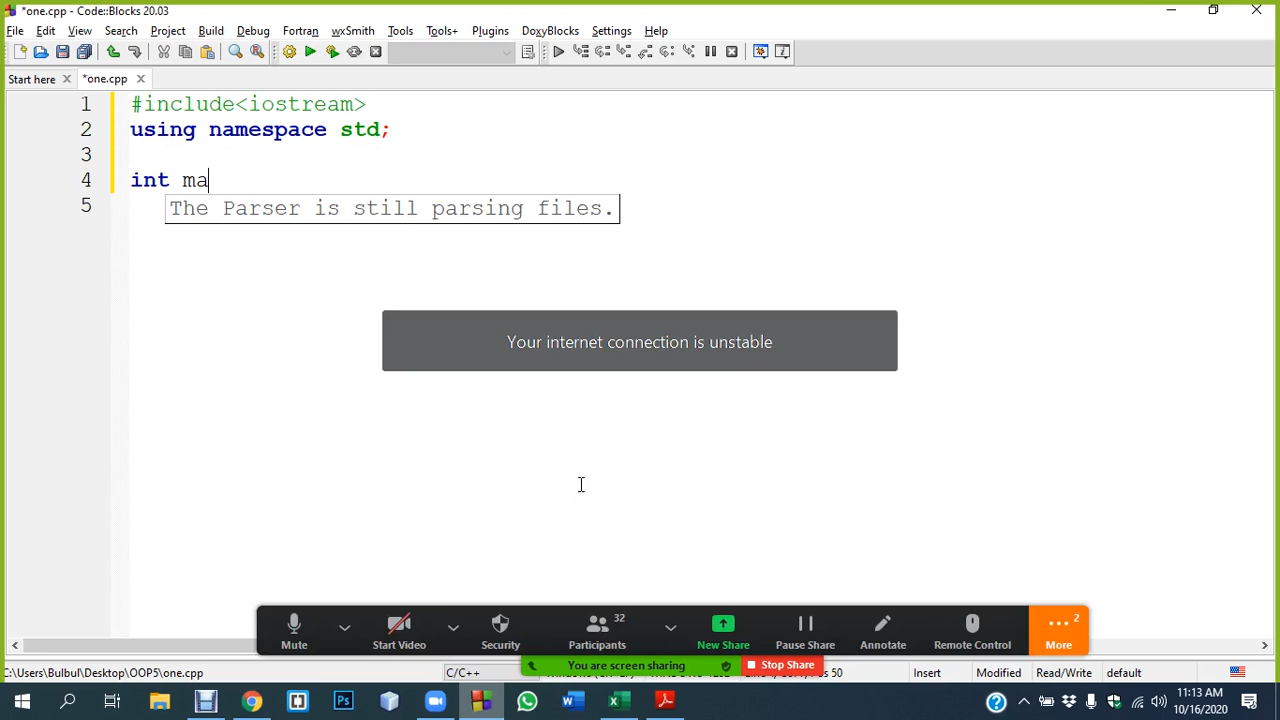 *one.cpp - Code::Blocks 20.03
File Edit View Search Project Build Debug Fortran wxSmith Tools Tools+ Plugins DoxyBlocks Settings Help
Start here *one.cpp
1 #include<iostream>
2 using namespace std;
3
4 int ma
5
The Parser is still parsing files.
Your internet connection is unstable
32
2
Mute Start Video Security Participants New Share Pause Share Annotate Remote Control More
You are screen sharing Stop Share
C:\Users\Bulbul\Desktop\OOP5\one.cpp C/C++ Insert Modified Read/Write default
11:13 AM
10/16/2020